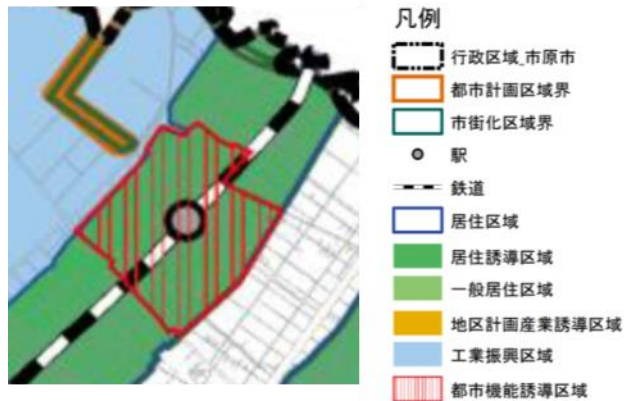 凡例
行政区域_市原市
都市計画区域界
市街化区域界
駅
鉄道
居住区域
居住誘導区域
一般居住区域
地区計画産業誘導区域
工業振興区域
都市機能誘導区域